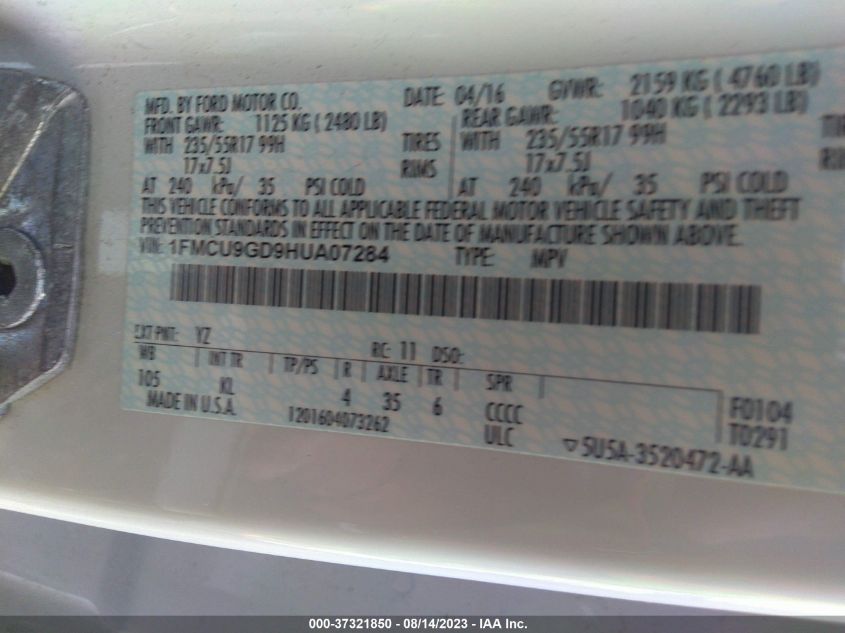 MFD. BY FORD MOTOR CO. DATE: 04/16 GVWR: 2159 KG ( 4760 LB)
FRONT GAWR: 1125 KG ( 2480 LB) REAR GAWR: 1040 KG ( 2293 LB)
WITH 235/55R17 99H TIRES WITH 235/55R17 99H TIR
17x7.5J RIMS 17x7.5J RI
AT 240 kPa/ 35 PSI COLD AT 240 kPa/ 35 PSI COLD
THIS VEHICLE CONFORMS TO ALL APPLICABLE FEDERAL MOTOR VEHICLE SAFETY AND THEFT
PREVENTION STANDARDS IN EFFECT ON THE DATE OF MANUFACTURE SHOWN ABOVE.
VIN: 1FMCU9GD9HUA07284 TYPE: MPV
EXT PNT: YZ RC: 11 DSO:
WB INT TR TP/PS R AXLE TR SPR
105 KL 4 35 6 CCCC F0104
MADE IN U.S.A. 1201604073262 ULC T0291
5U5A-3520472-AA
000-37321850 - 08/14/2023 - IAA Inc.